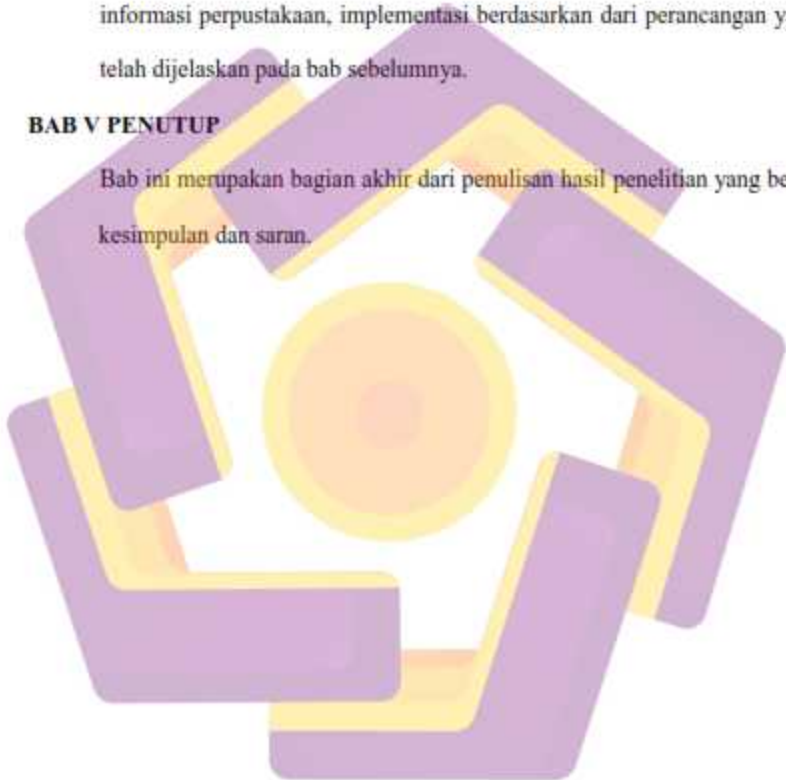 informasi perpustakaan, implementasi berdasarkan dari perancangan y
telah dijelaskan pada bab sebelumnya.
BAB V PENUTUP
Bab ini merupakan bagian akhir dari penulisan hasil penelitian yang be
kesimpulan dan saran.